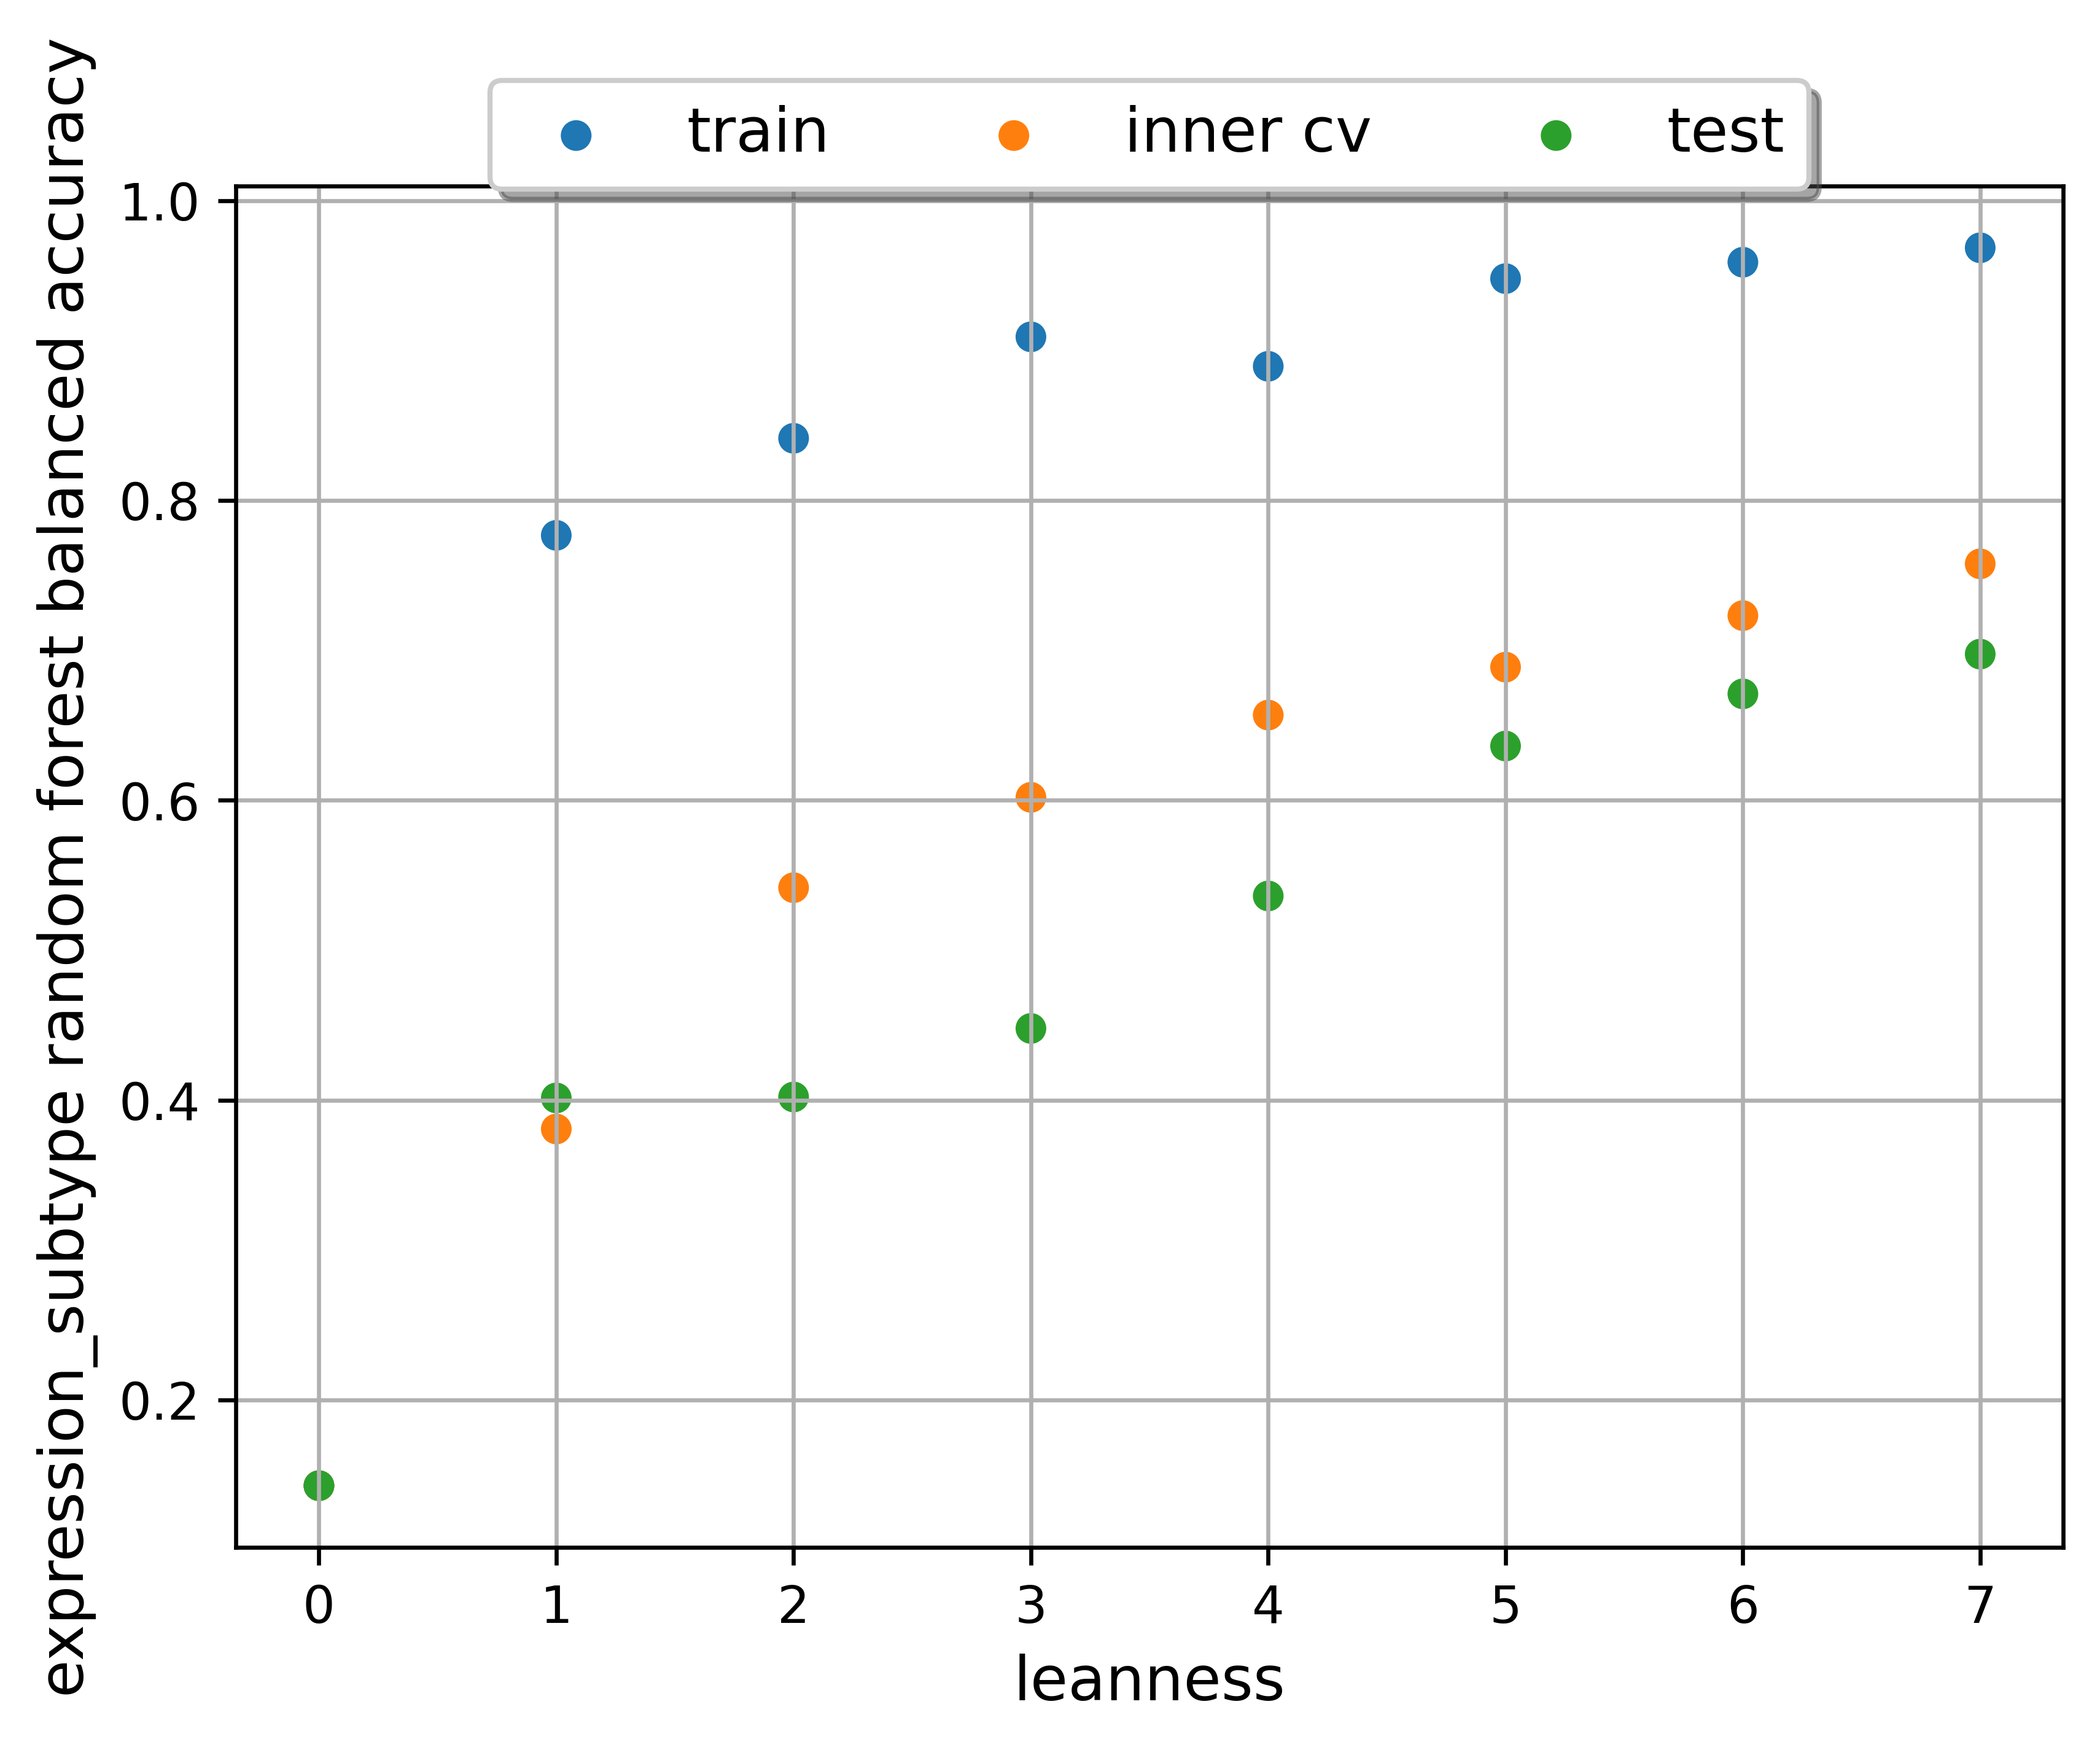 train inner cv test
expression_subtype random forest balanced accuracy
1.0
0.8
0.6
0.4
0.2
0 1 2 3 4 5 6 7
leanness